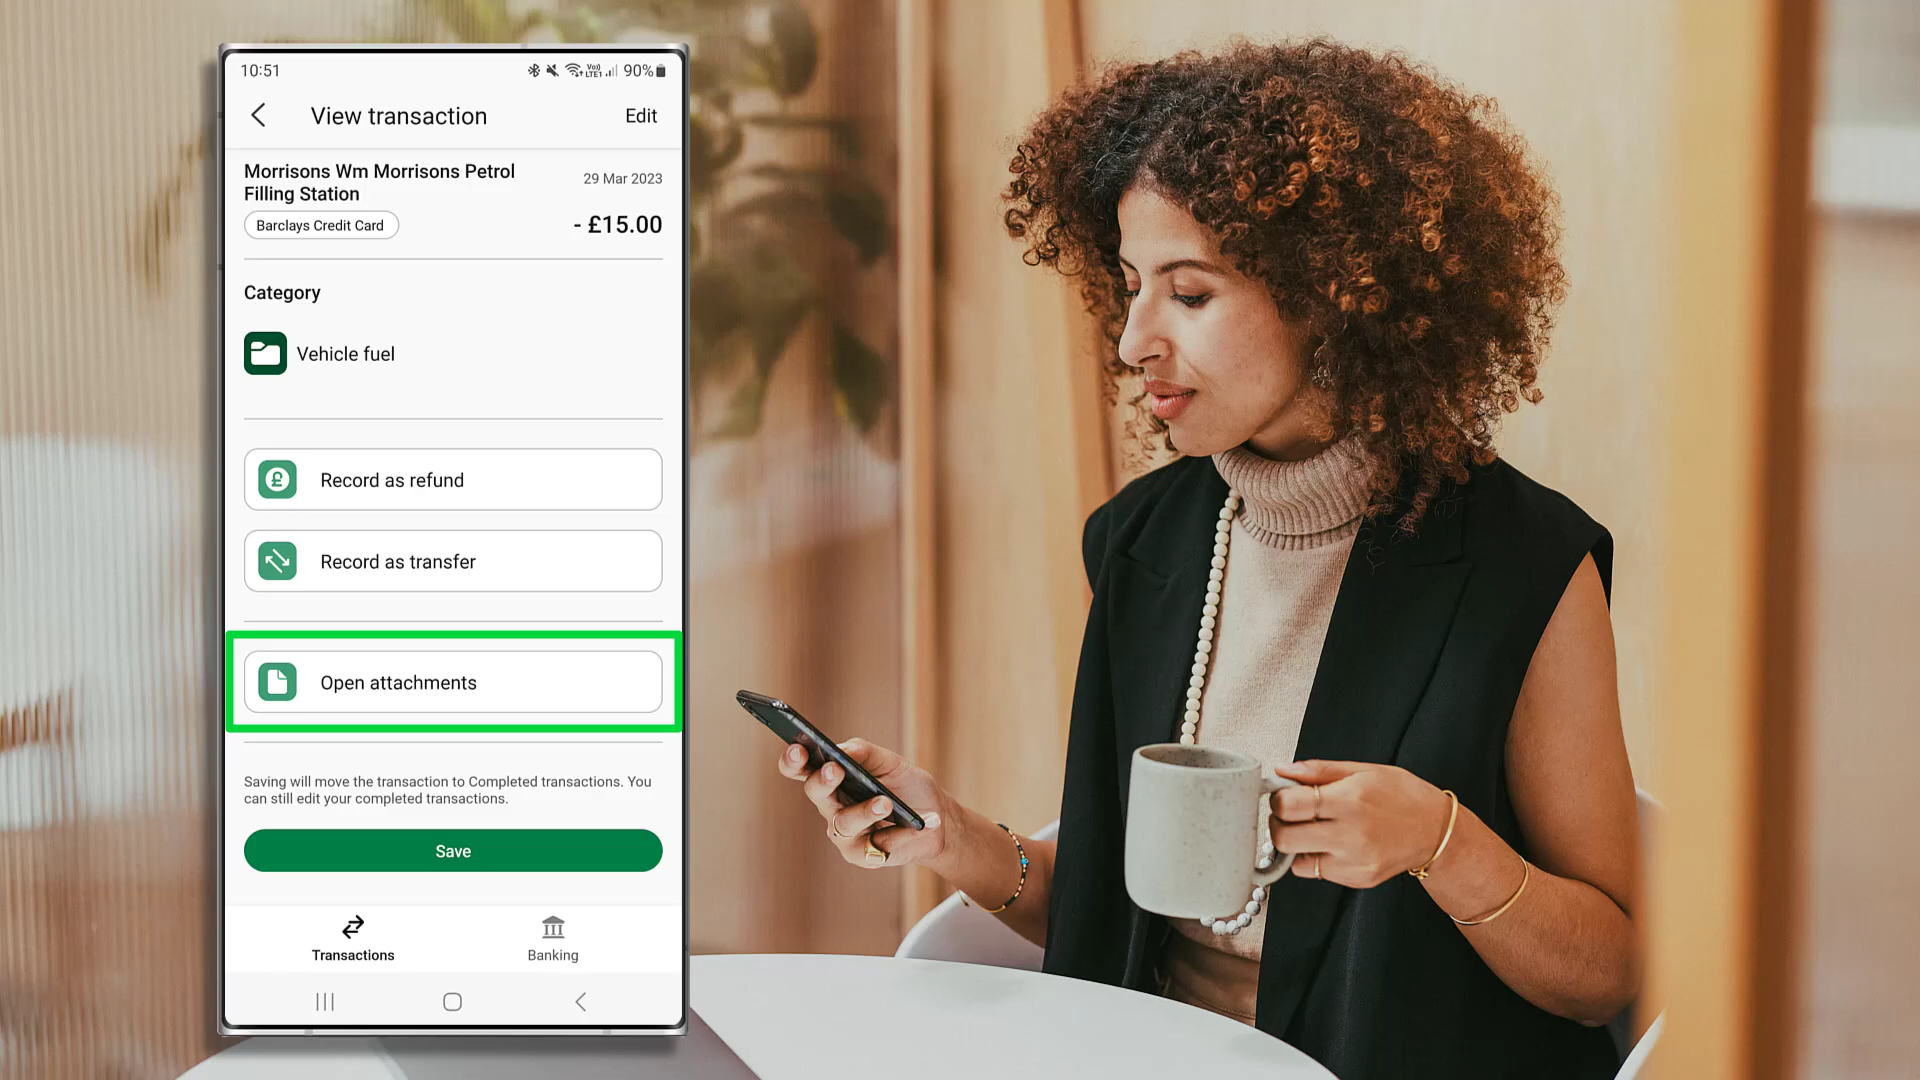 10:51
Vo))
LTE1
90%
View transaction
Edit
Morrisons Wm Morrisons Petrol
Filling Station
29 Mar 2023
Barclays Credit Card
- £15.00
Category
Vehicle fuel
£
Record as refund
Record as transfer
Open attachments
Saving will move the transaction to Completed transactions. You
can still edit your completed transactions.
Save
Transactions
Banking